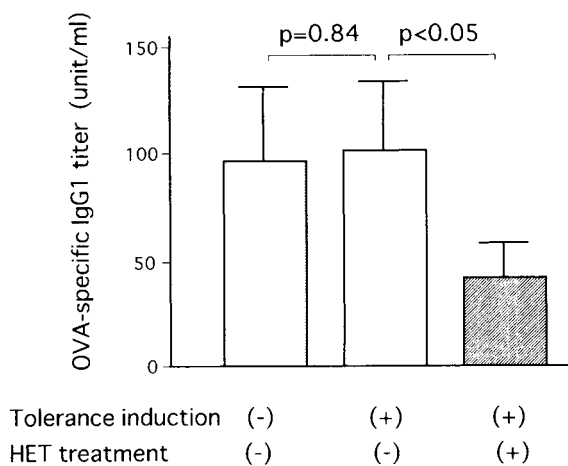 p=0.84 p<0.05
150
100
50
0
OVA-specific IgG1 titer (unit/ml)
Tolerance induction (-) (+) (+)
HET treatment (-) (-) (+)